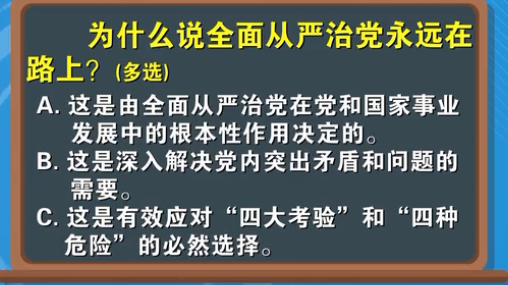 为什么说全面从严治党永远在
路上?(多选)
A. 这是由全面从严治党在党和国家事业
发展中的根本性作用决定的。
B. 这是深入解决党内突出矛盾和问题的
需要。
C. 这是有效应对“四大考验”和“四种
危险”的必然选择。